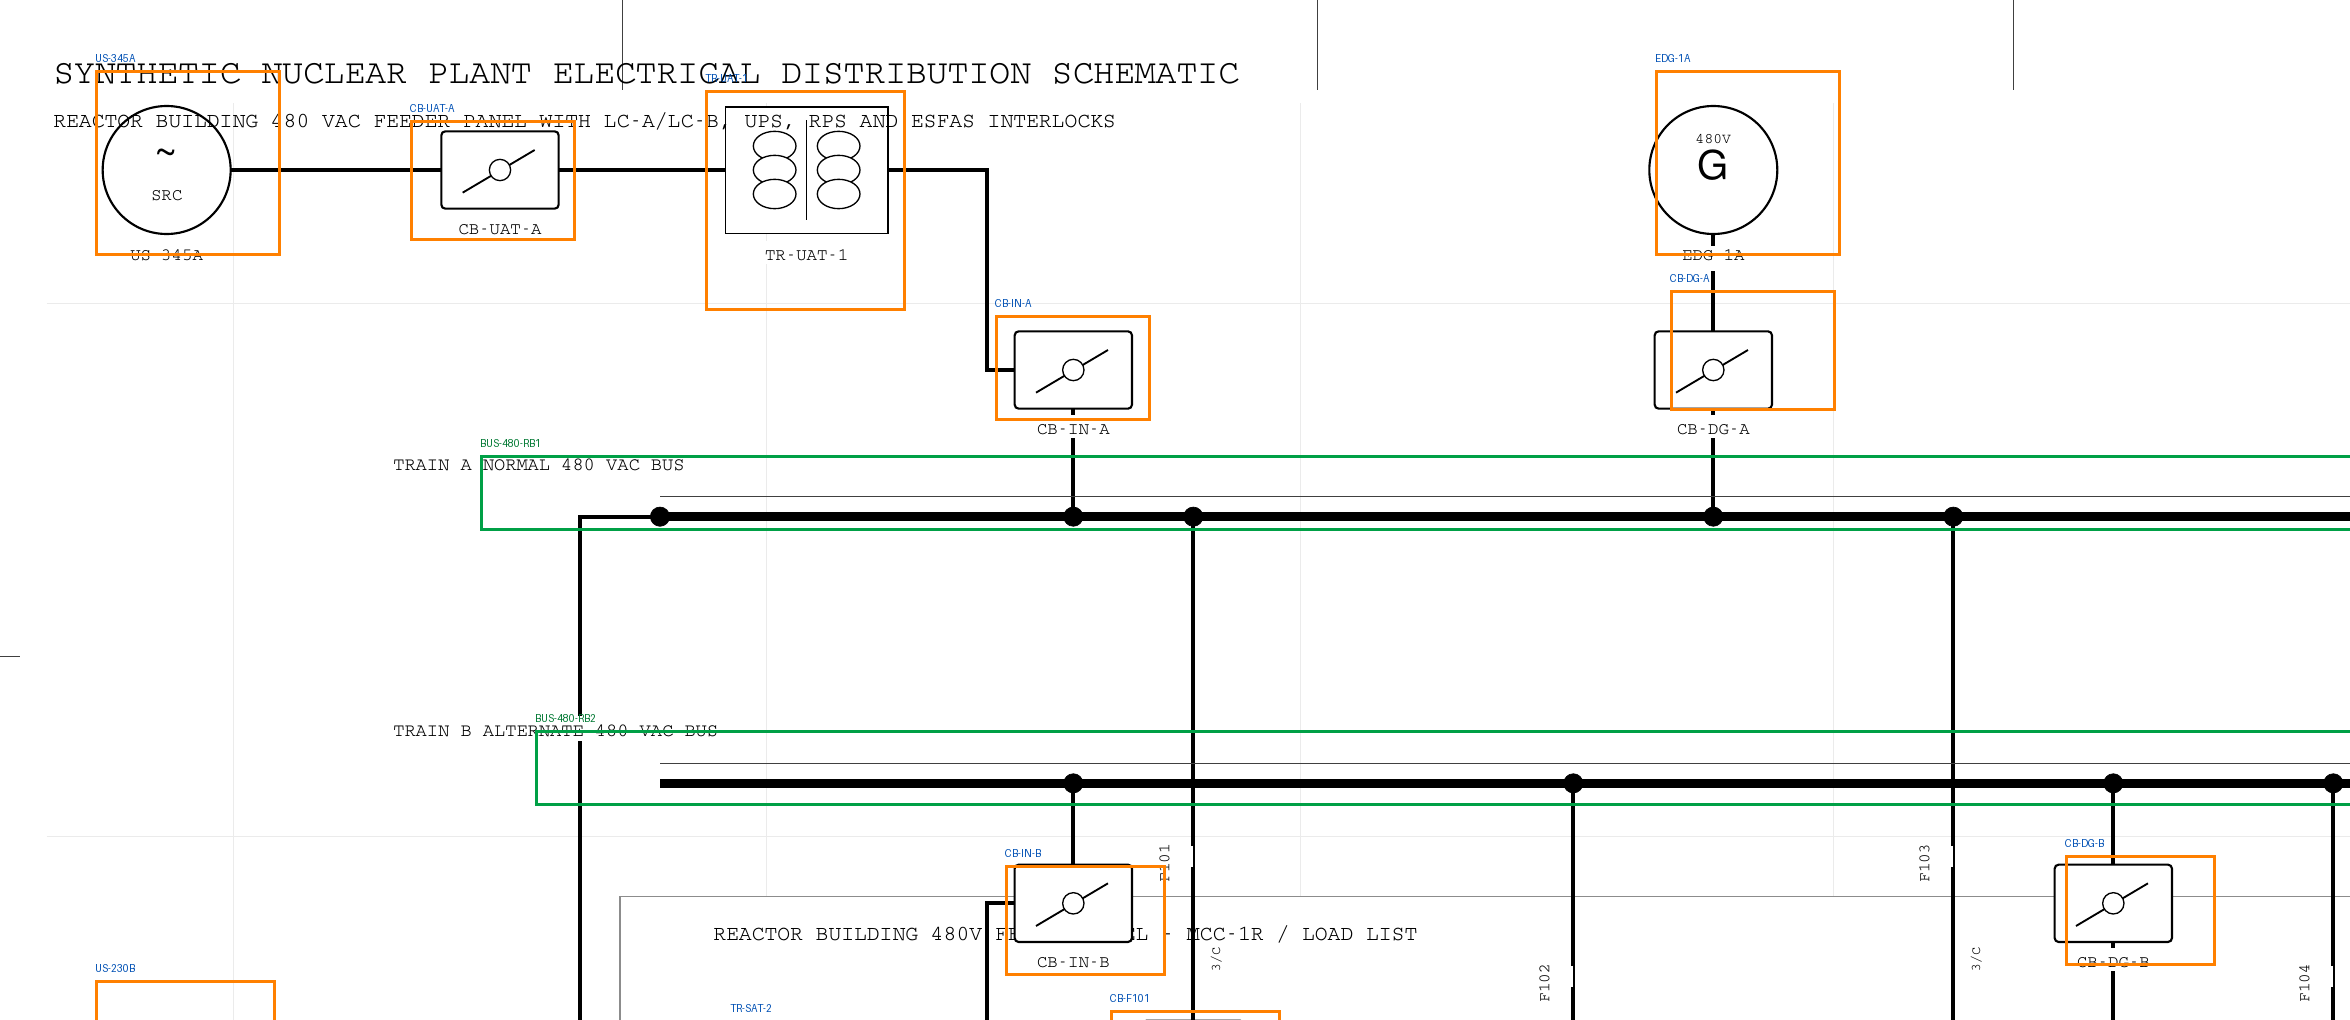 US-345A
SYNTHETIC NUCLEAR PLANT ELECTRICAL DISTRIBUTION SCHEMATIC
TR-UAT-1
EDG-1A
CB-UAT-A
REACTOR BUILDING 480 VAC FEEDER PANEL WITH LC-A/LC-B, UPS, RPS AND ESFAS INTERLOCKS
~
SRC
480V
G
CB-UAT-A
US-345A
TR-UAT-1
EDG-1A
CB-DG-A
CB-IN-A
CB-IN-A
CB-DG-A
BUS-480-RB1
TRAIN A NORMAL 480 VAC BUS
BUS-480-RB2
TRAIN B ALTERNATE 480 VAC BUS
CB-IN-B
F101
F103
CB-DG-B
REACTOR BUILDING 480V - MCC-1R / LOAD LIST
CB-IN-B
3/C
3/C
CB-DG-B
US-230B
F102
F104
TR-SAT-2
CB-F101